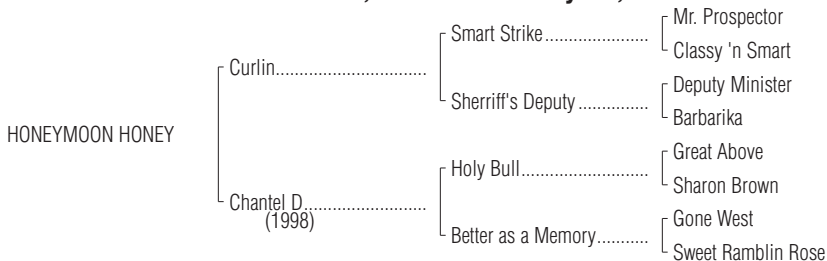 Mr. Prospector
Smart Strike......................
Classy 'n Smart
Curlin................................
Deputy Minister
Sherriff's Deputy ...............
Barbarika
HONEYMOON HONEY
Great Above
Holy Bull...........................
Sharon Brown
Chantel D..........................
(1998)
Gone West
Better as a Memory...........
Sweet Ramblin Rose